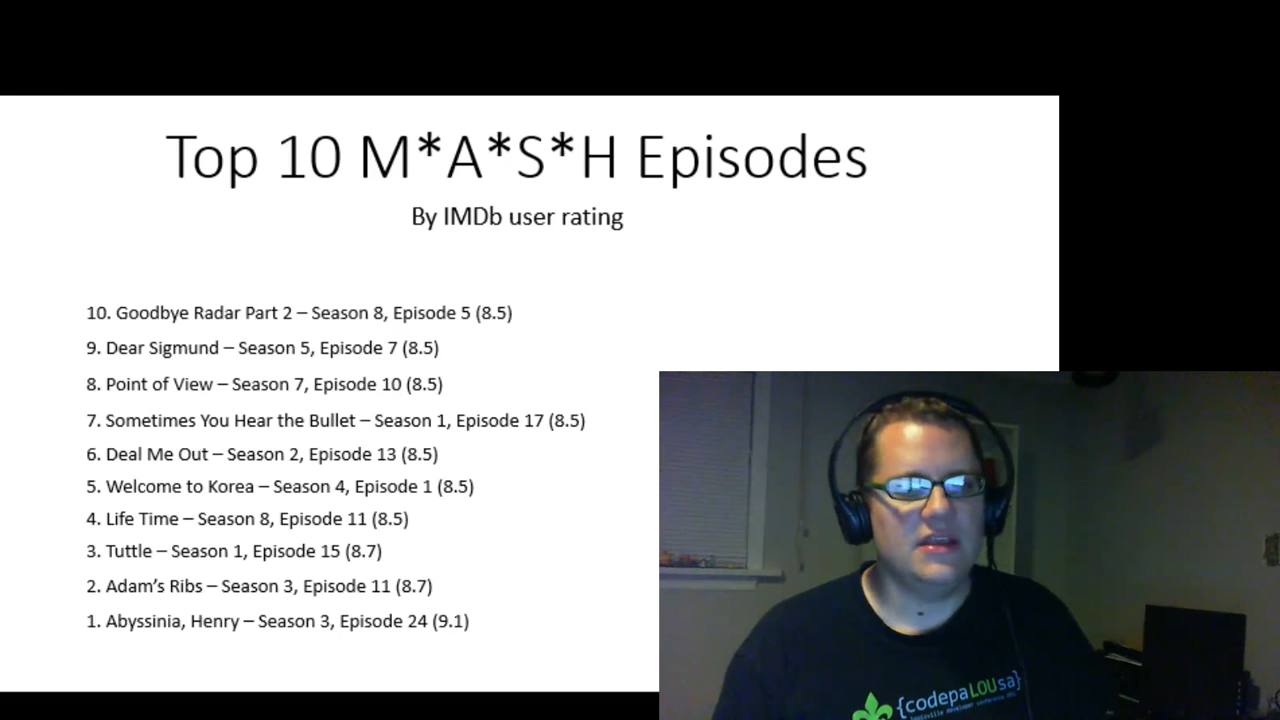 Top 10 M*A*S*H Episodes
By IMDb user rating
10. Goodbye Radar Part 2 – Season 8, Episode 5 (8.5)
9. Dear Sigmund – Season 5, Episode 7 (8.5)
8. Point of View – Season 7, Episode 10 (8.5)
7. Sometimes You Hear the Bullet – Season 1, Episode 17 (8.5)
6. Deal Me Out – Season 2, Episode 13 (8.5)
5. Welcome to Korea – Season 4, Episode 1 (8.5)
4. Life Time – Season 8, Episode 11 (8.5)
3. Tuttle – Season 1, Episode 15 (8.7)
2. Adam’s Ribs – Season 3, Episode 11 (8.7)
1. Abyssinia, Henry – Season 3, Episode 24 (9.1)
{codepaLOUsa}
louisville developer conference